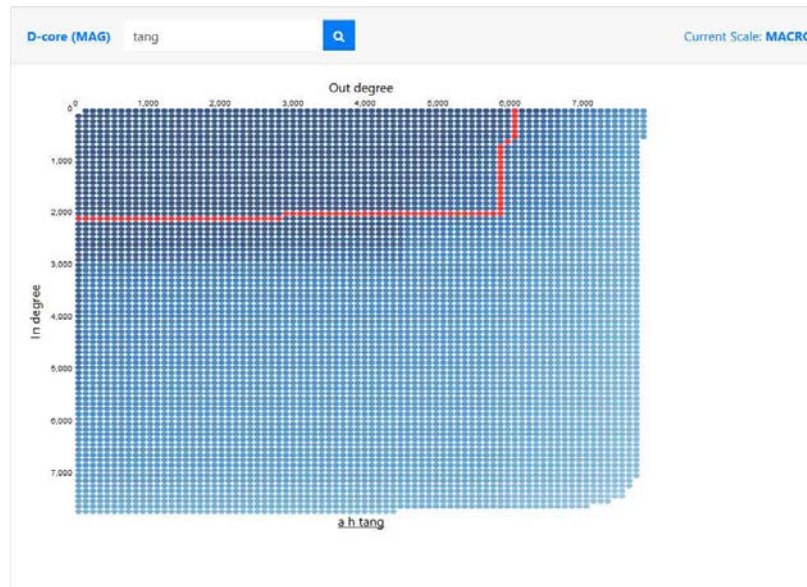 D-core (MAG) tang Current Scale: MACRO
Out degree
0 1,000 2,000 3,000 4,000 5,000 6,000 7,000
0
1,000
2,000
3,000
In degree
4,000
5,000
6,000
7,000
a h tang